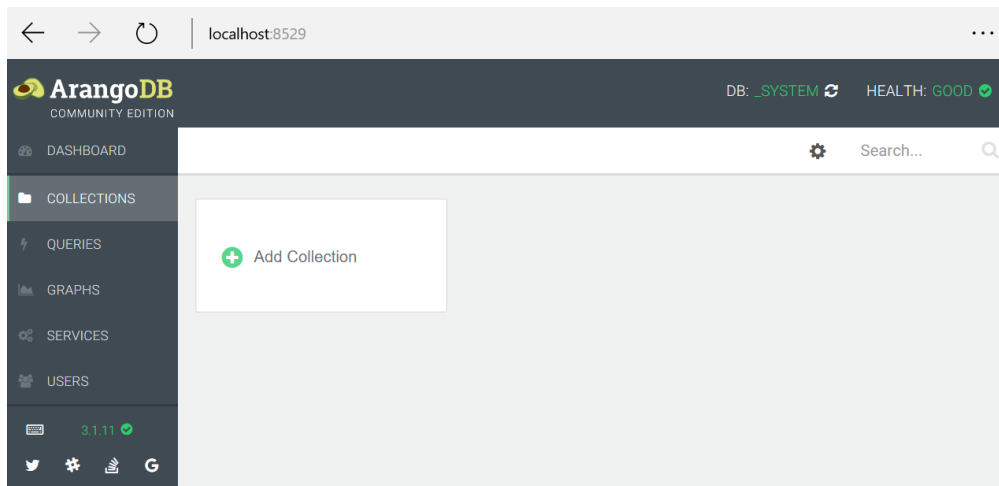 localhost:8529
ArangoDB
COMMUNITY EDITION
DB: _SYSTEM HEALTH: GOOD
DASHBOARD
Search...
COLLECTIONS
QUERIES
GRAPHS
SERVICES
USERS
3.1.11
Add Collection